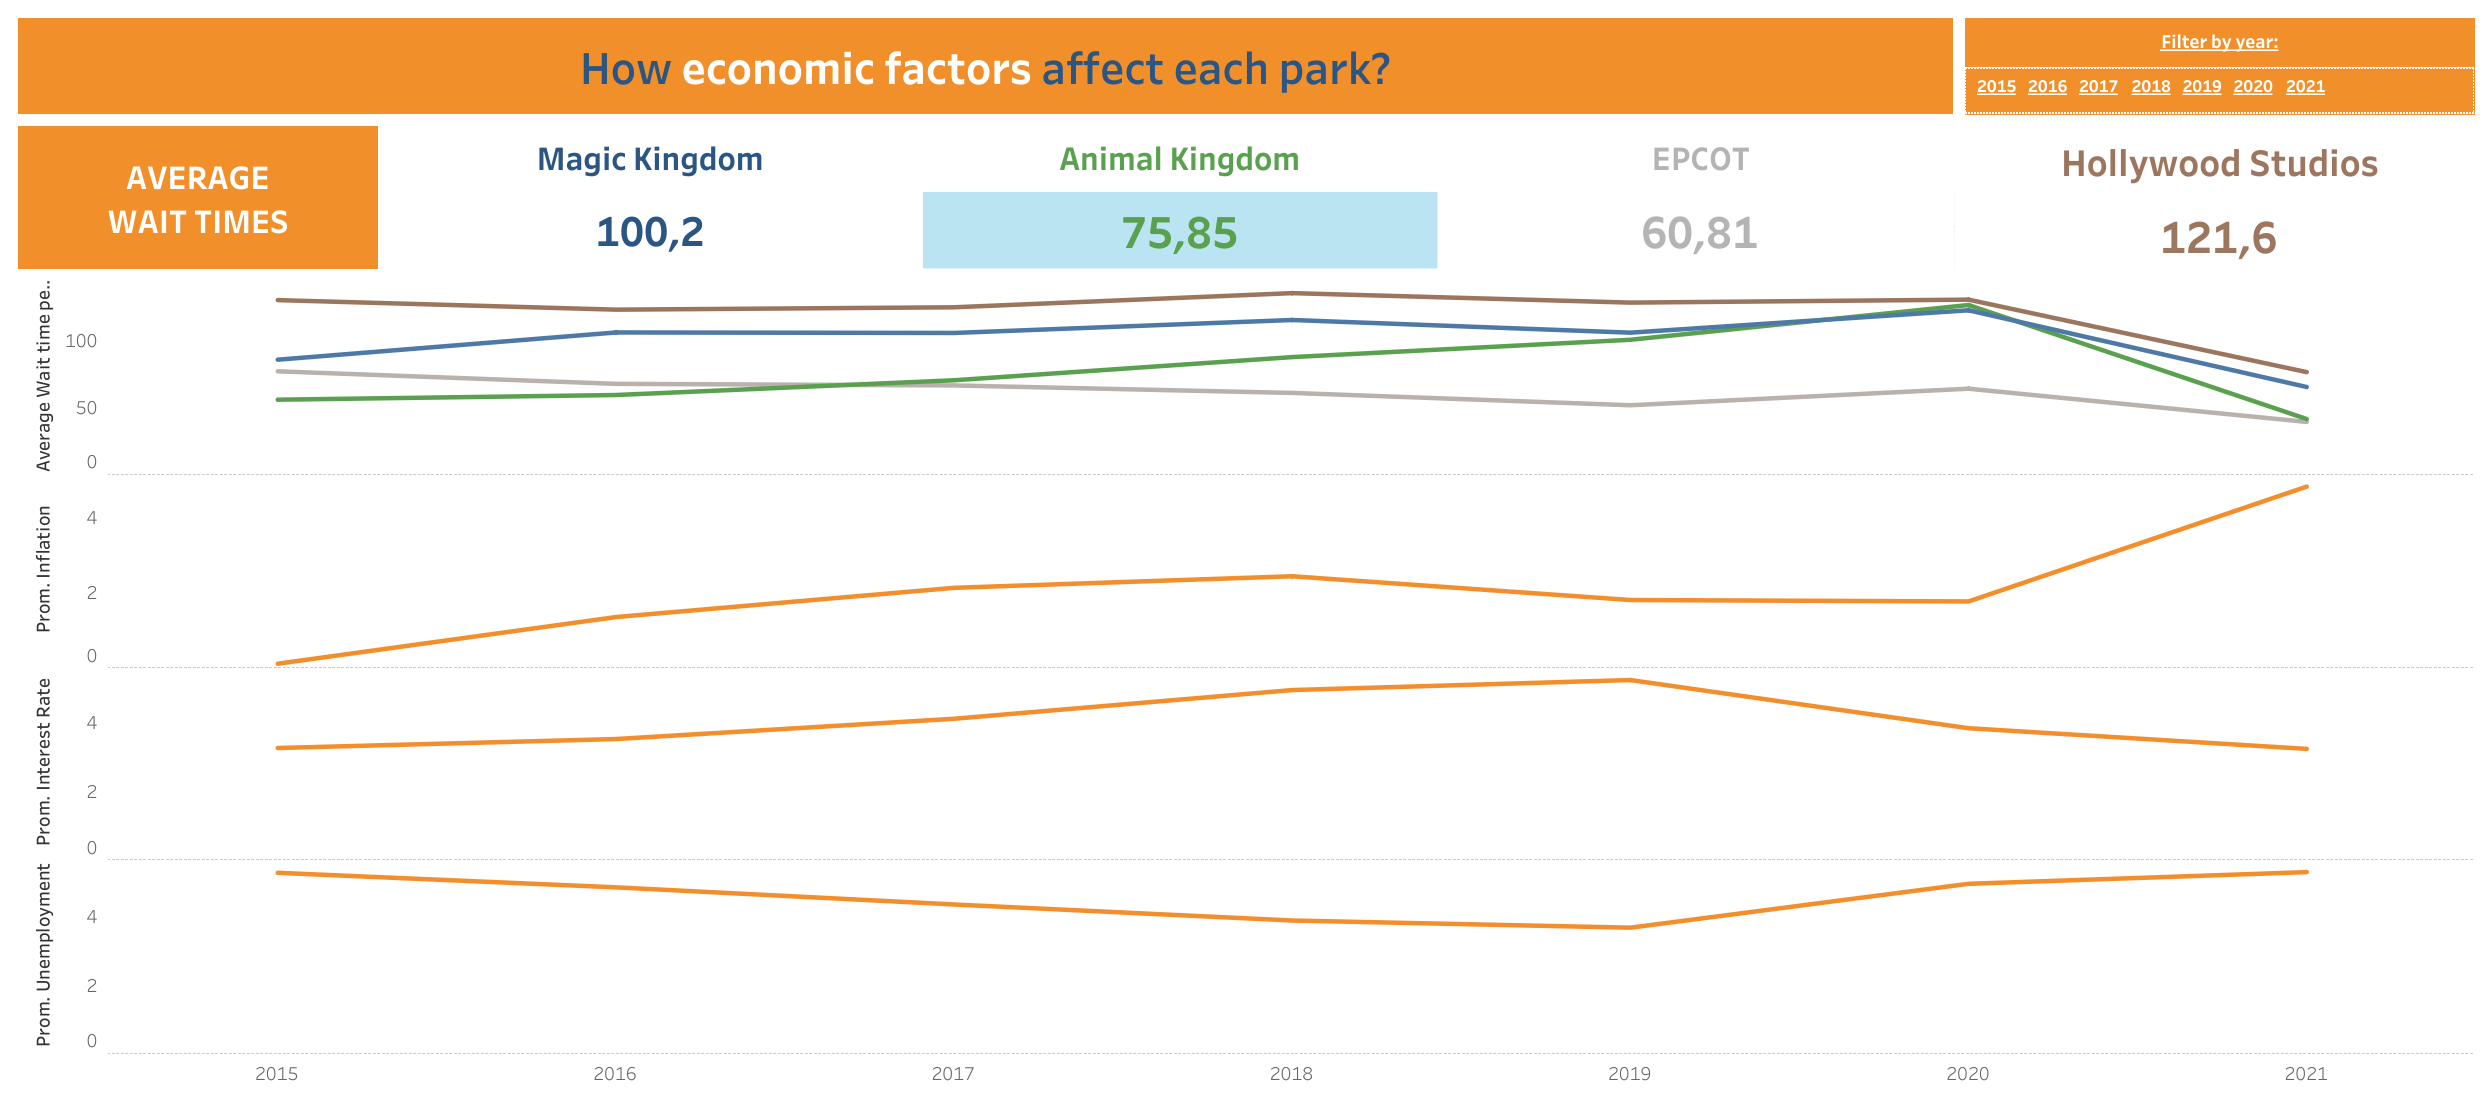 How economic factors affect each park?
Filter by year:
2015 2016 2017 2018 2019 2020 2021
AVERAGE
WAIT TIMES
Magic Kingdom
100,2
Animal Kingdom
75,85
EPCOT
60,81
Hollywood Studios
121,6
Average Wait time pe..
100
50
0
Prom. Inflation
4
2
0
Prom. Interest Rate
4
2
0
Prom. Unemployment
4
2
0
2015 2016 2017 2018 2019 2020 2021